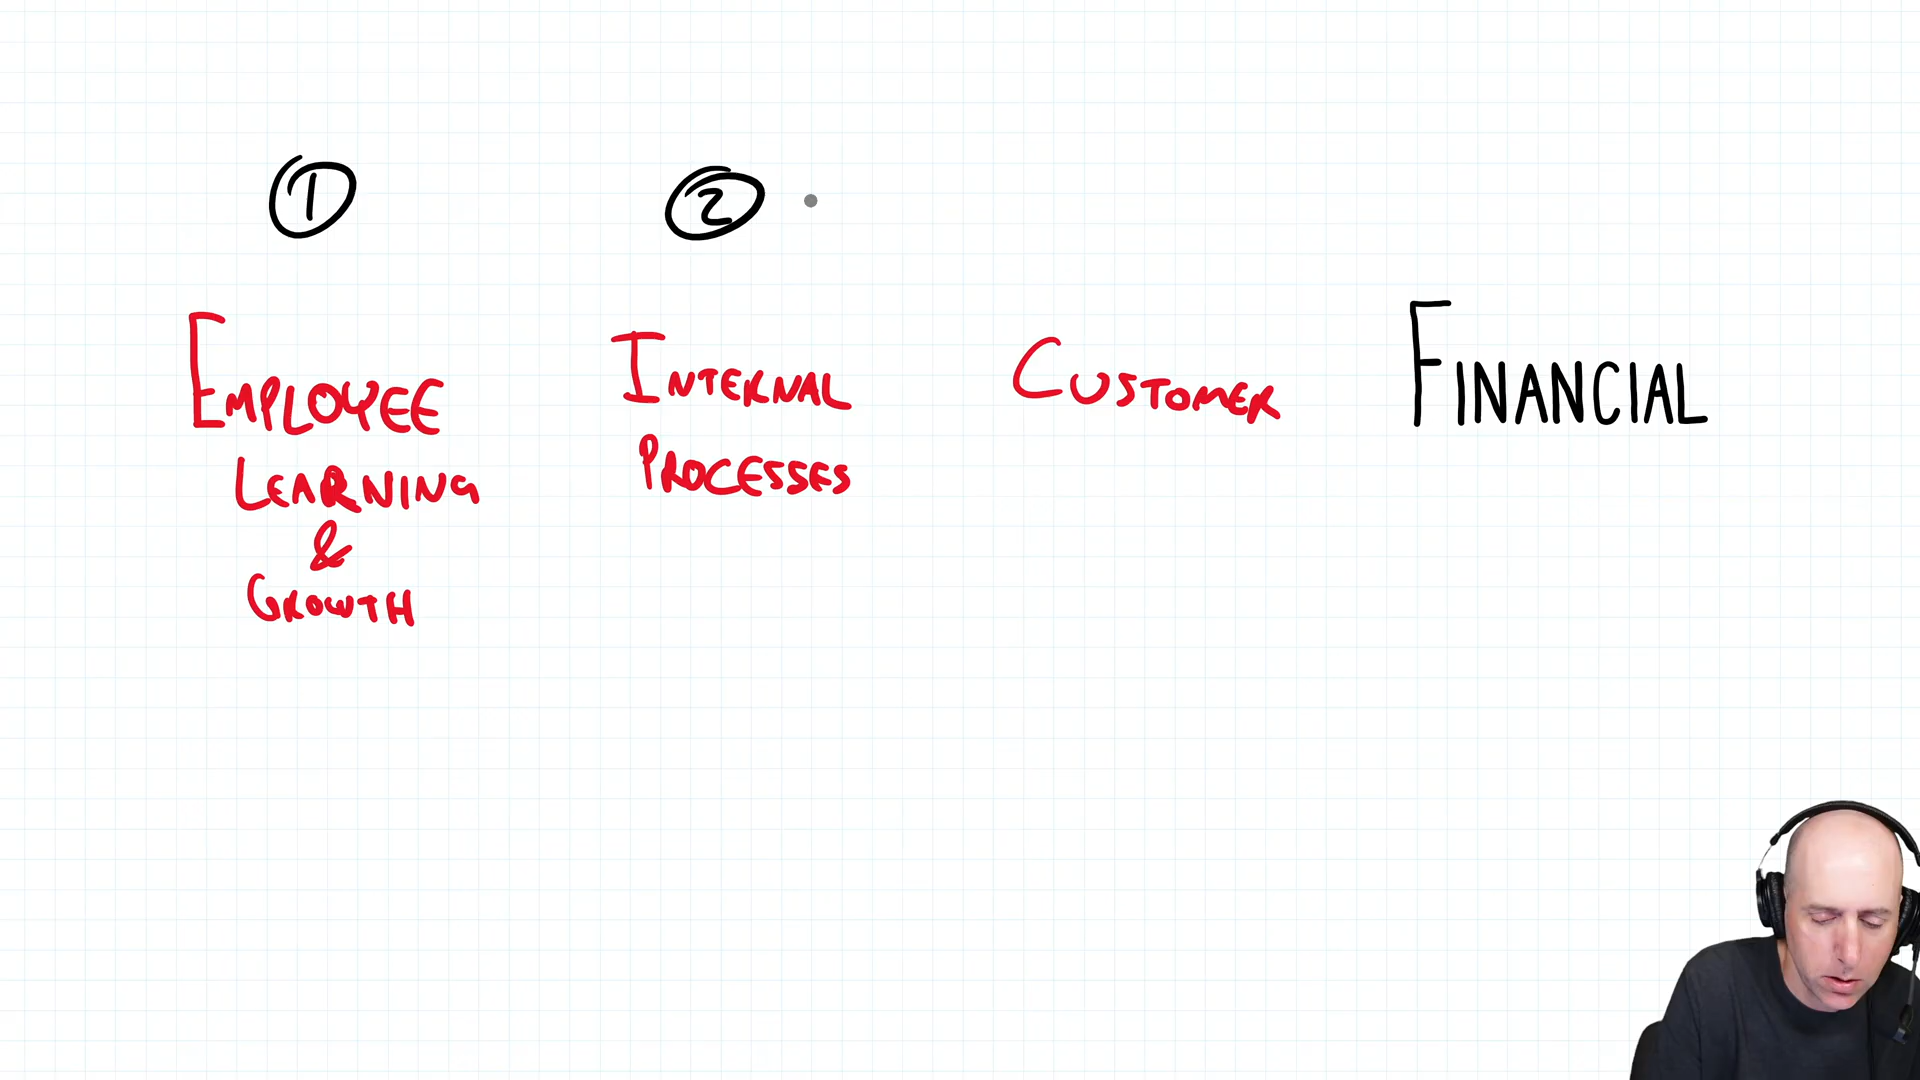 1 2
EMPLOYEE
LEARNING
&
GROWTH
INTERNAL
PROCESSES
CUSTOMER
FINANCIAL